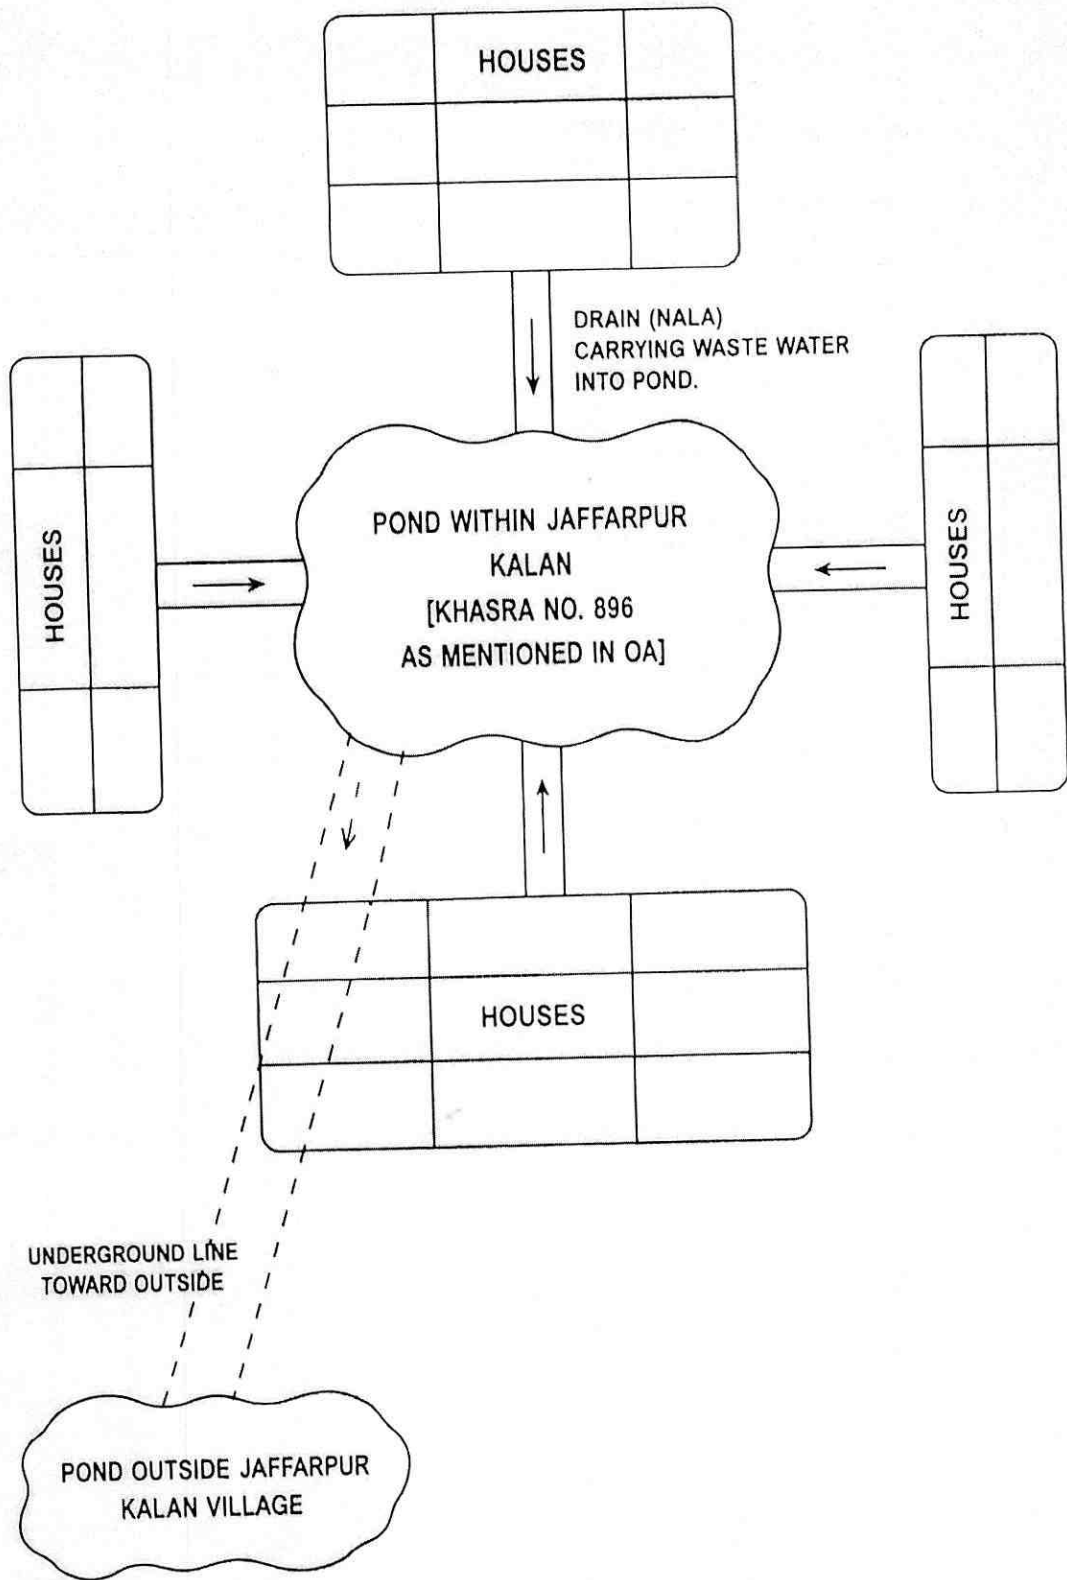 HOUSES
DRAIN (NALA)
CARRYING WASTE WATER
INTO POND.
HOUSES
POND WITHIN JAFFARPUR
KALAN
[KHASRA NO. 896
AS MENTIONED IN OA]
HOUSES
HOUSES
UNDERGROUND LINE
TOWARD OUTSIDE
POND OUTSIDE JAFFARPUR
KALAN VILLAGE